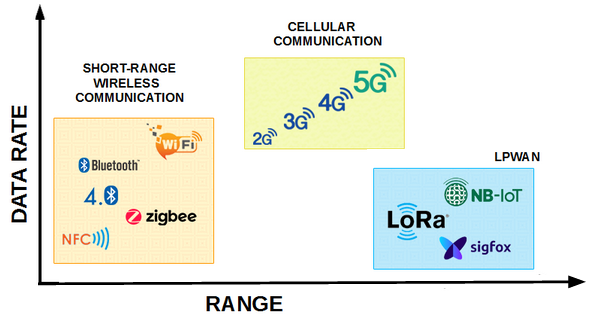 CELLULAR
COMMUNICATION
SHORT-RANGE
WIRELESS
COMMUNICATION
WiFi
Bluetooth™
4.0
zigbee
NFC
2G
3G
4G
5G
LPWAN
NB-IoT
LoRa®
sigfox
DATA RATE
RANGE